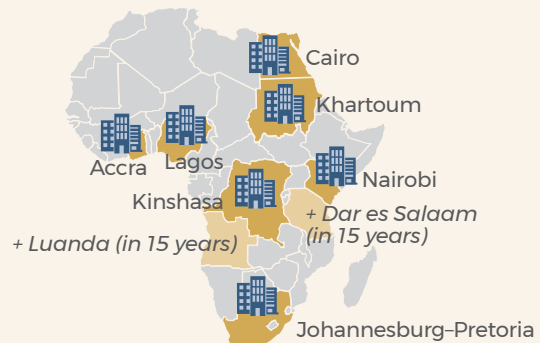 Cairo
Khartoum
Accra
Lagos
Nairobi
Kinshasa
+ Dar es Salaam
(in 15 years)
+ Luanda (in 15 years)
Johannesburg–Pretoria